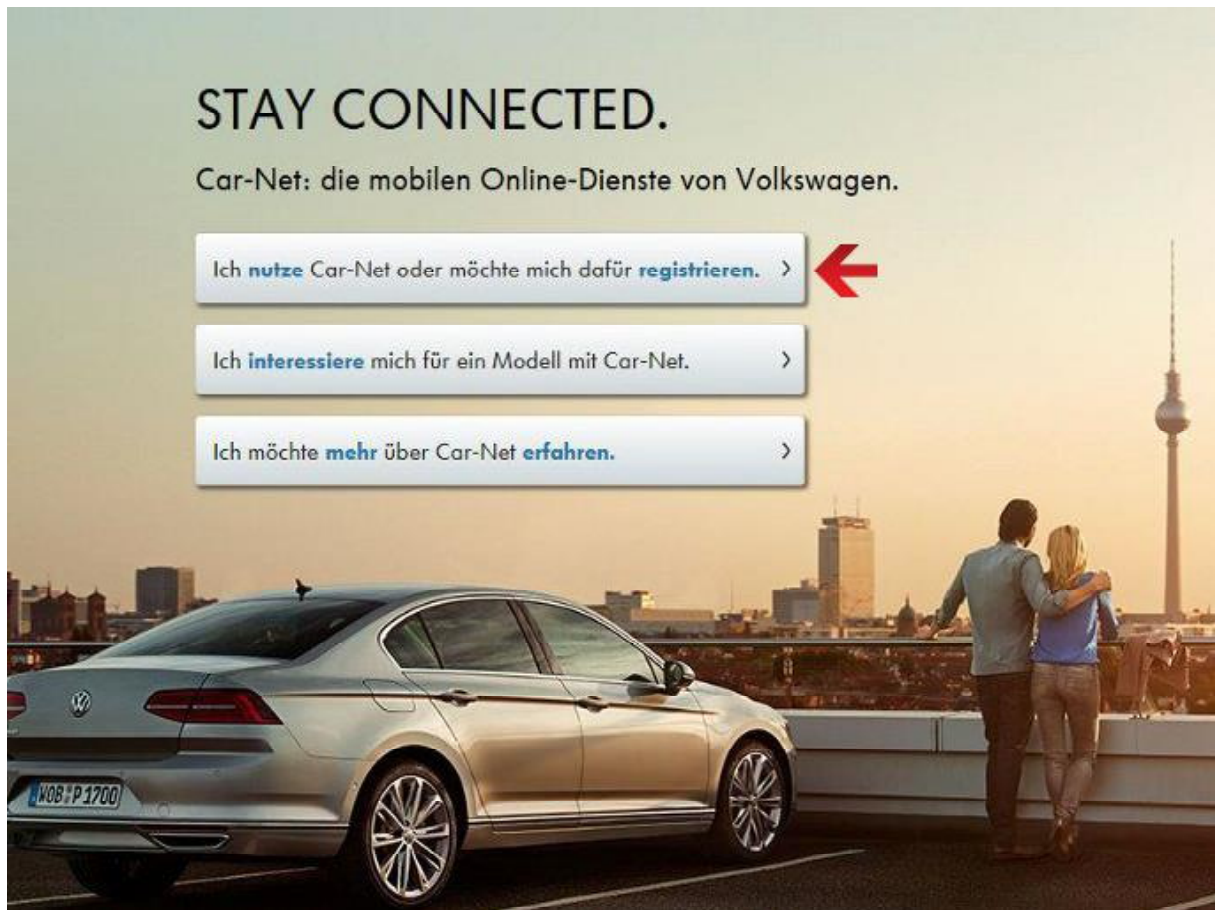 STAY CONNECTED.
Car-Net: die mobilen Online-Dienste von Volkswagen.
Ich nutze Car-Net oder möchte mich dafür registrieren.
Ich interessiere mich für ein Modell mit Car-Net.
Ich möchte mehr über Car-Net erfahren.
WOB P 1700